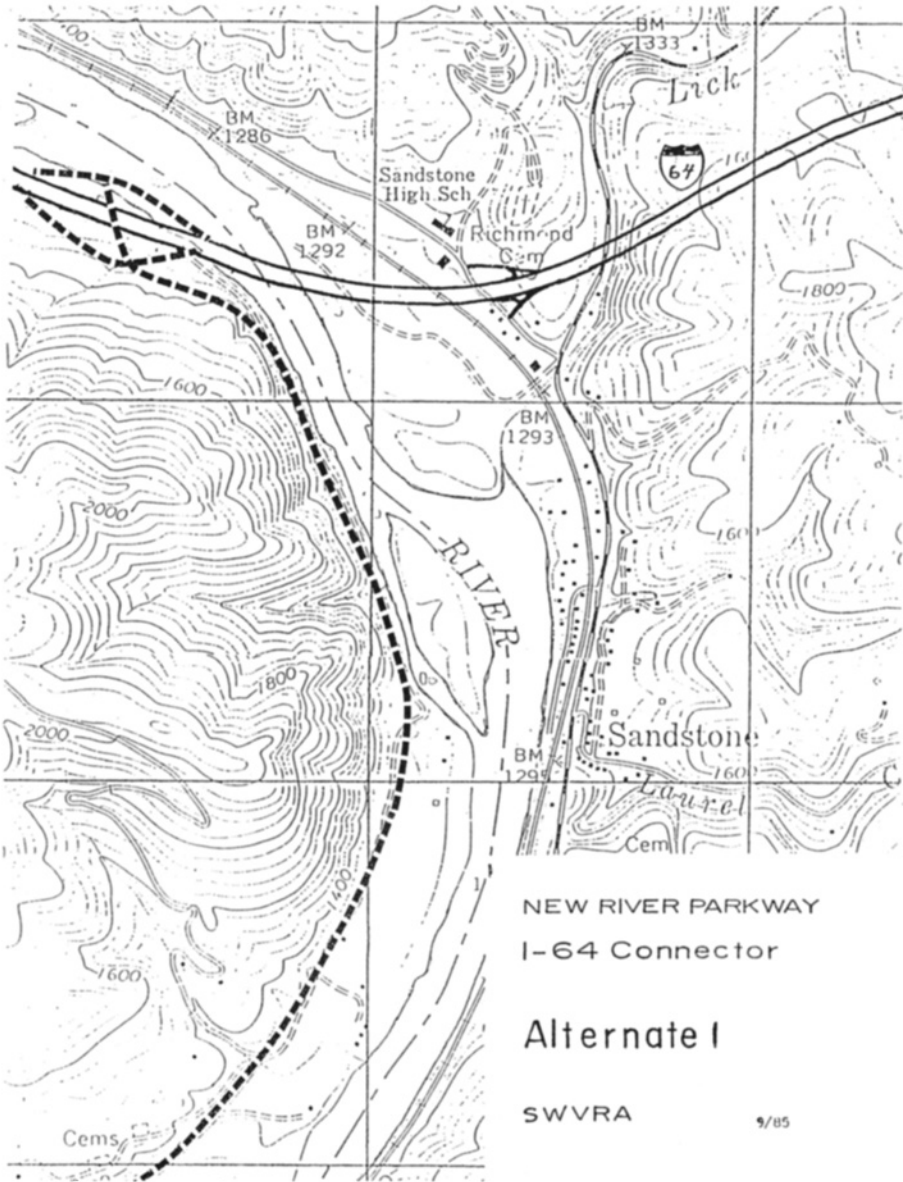 BM
1333
Lick
BM
1286
64
Sandstone
High Sch
Richmond
Cem
BM
1292
1800
1600
BM
1293
2000
1600
RIVER
1800
2000
Sandstone
BM
1295
1600
Laurel
Cem
1400
1600
Cems
NEW RIVER PARKWAY
I-64 Connector
Alternate 1
SWVRA
9/85